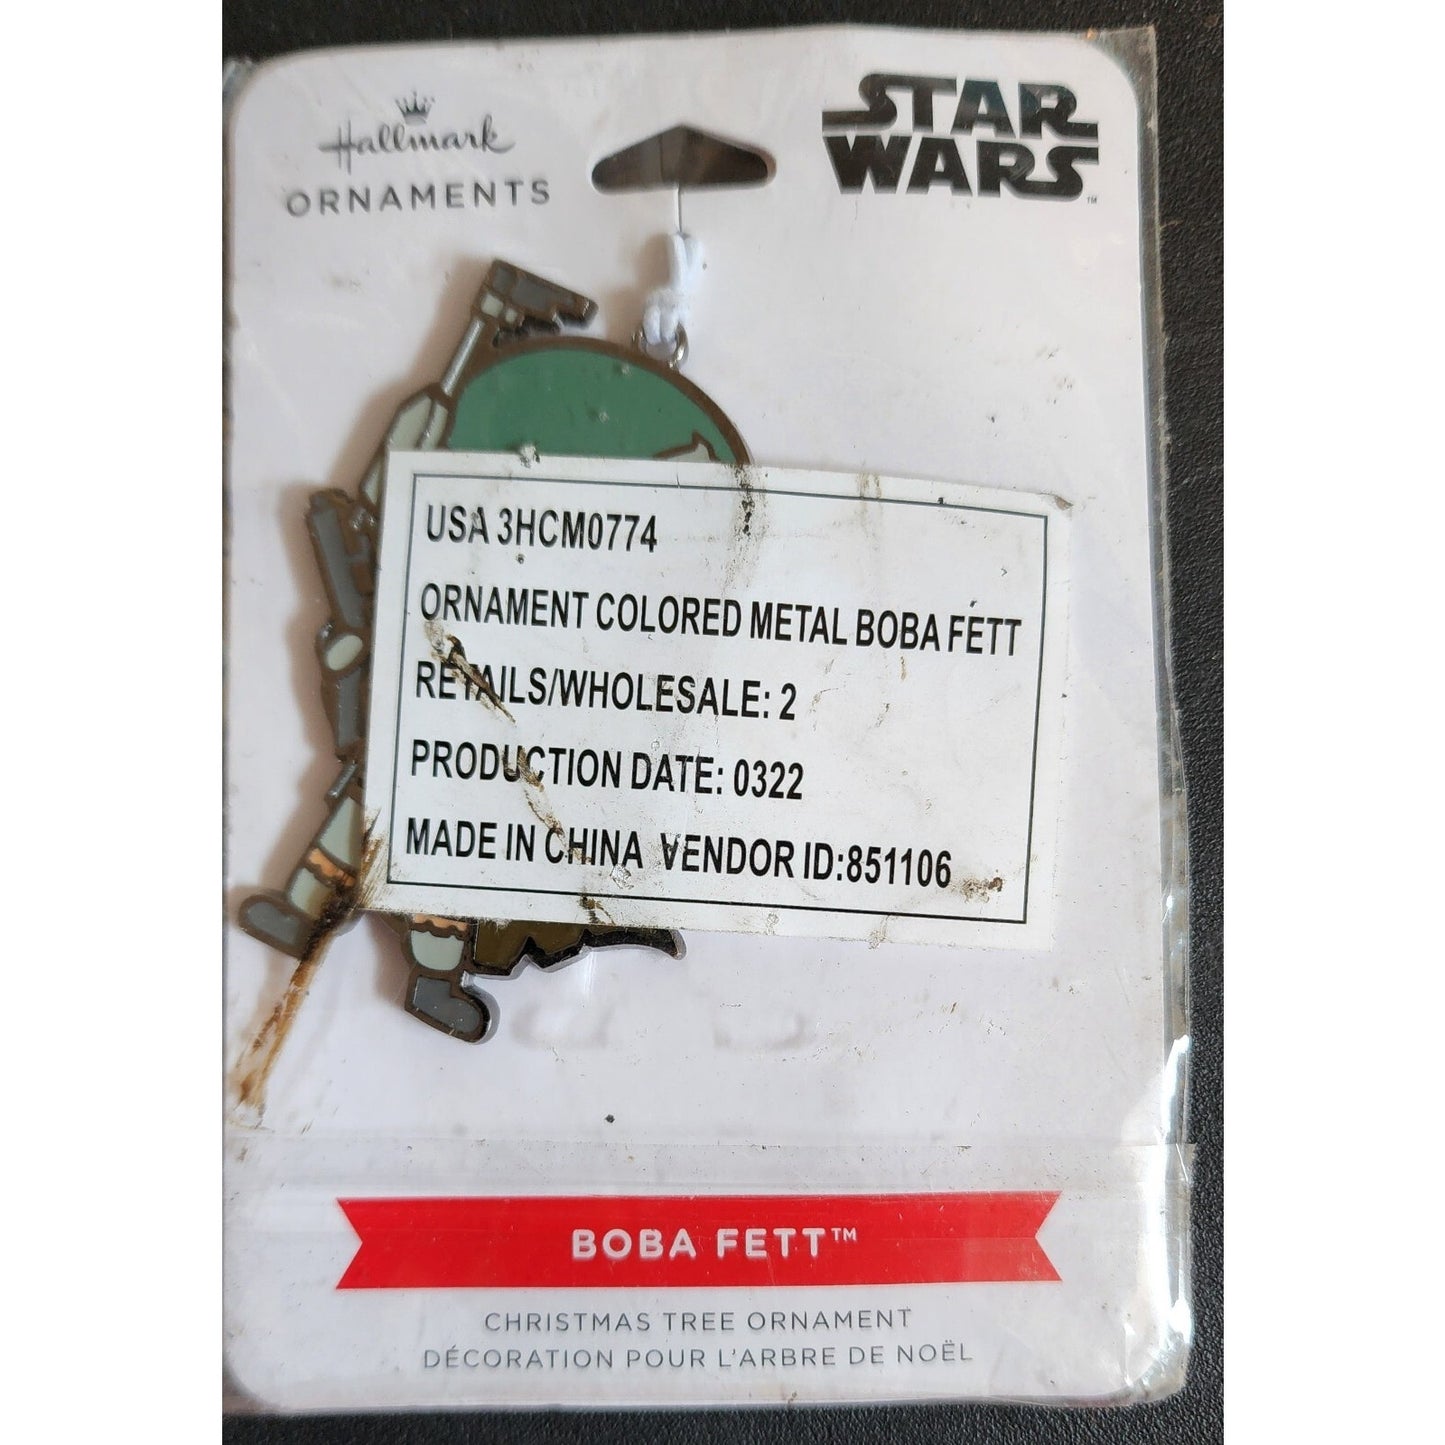 Hallmark
ORNAMENTS
STAR
WARS™
USA 3HCM0774
ORNAMENT COLORED METAL BOBA FETT
RETAILS/WHOLESALE: 2
PRODUCTION DATE: 0322
MADE IN CHINA VENDOR ID:851106
BOBA FETT™
CHRISTMAS TREE ORNAMENT
DÉCORATION POUR L'ARBRE DE NOËL